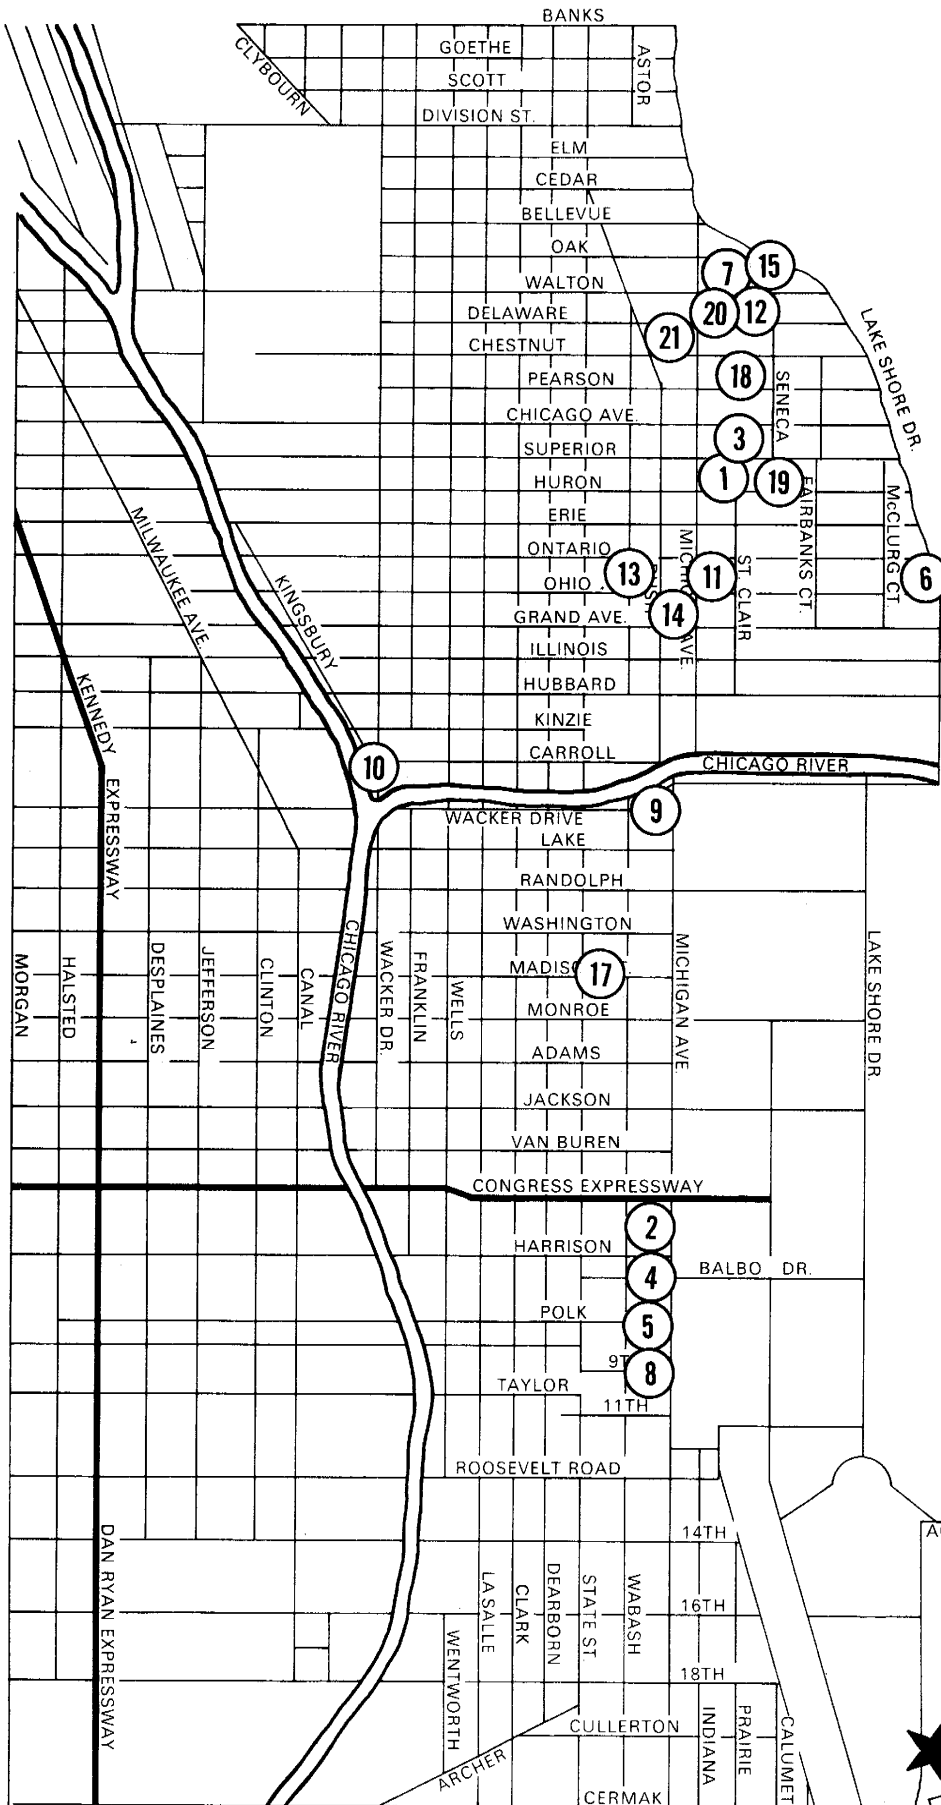 BANKS
GOETHE
CLYBOURN
ASTOR
SCOTT
DIVISION ST.
ELM
CEDAR
BELLEVUE
OAK
15
7
WALTON
DELAWARE
20
12
LAKE SHORE DR.
21
CHESTNUT
PEARSON
18
SENECA
CHICAGO AVE.
3
SUPERIOR
HURON
1
19
FAIRBANKS CT.
McCLURG CT.
ERIE
MILWAUKEE AVE.
ONTARIO
13
11
ST. CLAIR
6
KINGSBURY
OHIO
14
AVE.
GRAND AVE.
ILLINOIS
HUBBARD
KENNEDY
EXPRESSWAY
KINZIE
CARROLL
10
CHICAGO RIVER
9
WACKER DRIVE
LAKE
RANDOLPH
WASHINGTON
MORGAN
HALSTED
DESPLAINES
JEFFERSON
CLINTON
CANAL
CHICAGO RIVER
WACKER DR.
FRANKLIN
WELLS
17
MICHIGAN AVE.
LAKE SHORE DR.
MONROE
ADAMS
JACKSON
VAN BUREN
CONGRESS EXPRESSWAY
2
HARRISON
4
BALBO DR.
POLK
5
8
TAYLOR
11TH
ROOSEVELT ROAD
DAN RYAN EXPRESSWAY
14TH
LA SALLE
CLARK
DEARBORN
STATE ST
WABASH
16TH
WENTWORTH
18TH
INDIANA
PRAIRIE
CALUMET
CULLERTON
ARCHER
CERMAK